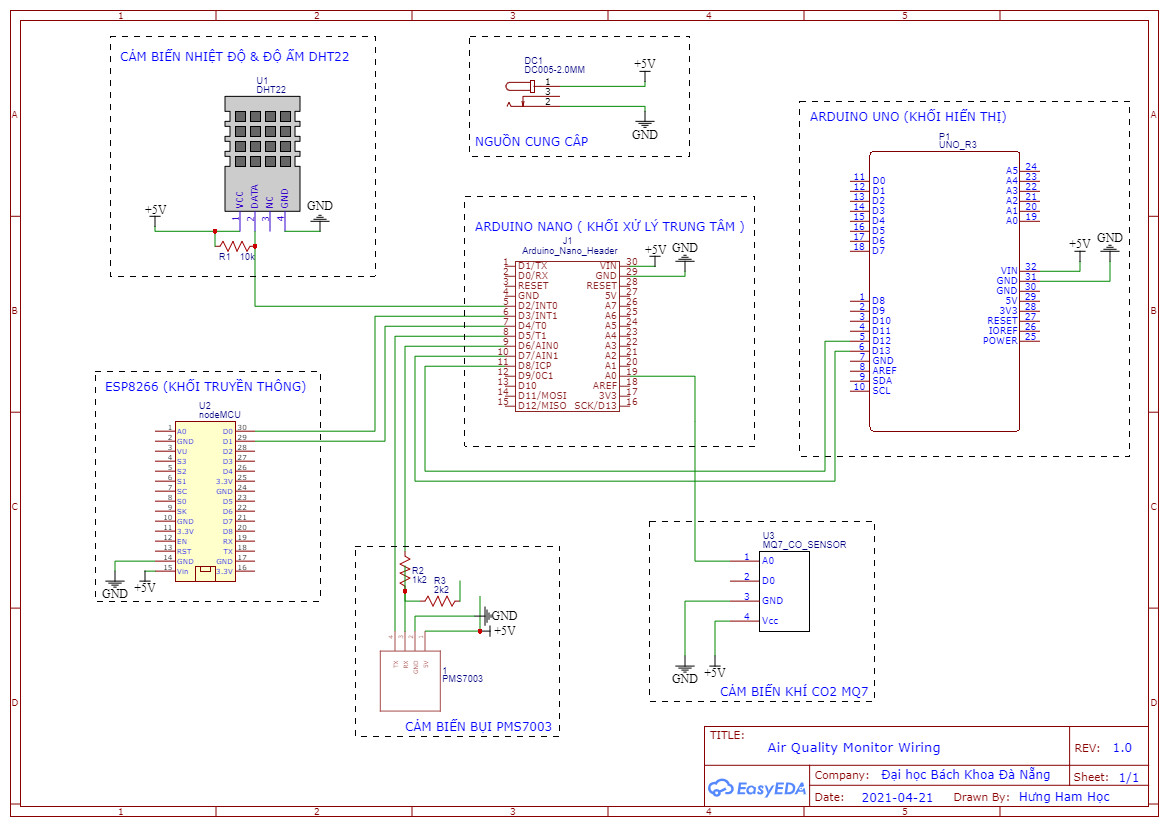 1 2 3 4 5
A
B
C
D
A
B
C
D
CẢM BIẾN NHIỆT ĐỘ & ĐỘ ẨM DHT22
U1
DHT22
VCC
DATA
NC
GND
1
2
3
4
+5V
GND
R1 10k
DC1
DC005-2.0MM
1
3
2
+5V
GND
NGUỒN CUNG CẤP
ARDUINO UNO (KHỐI HIỂN THỊ)
P1
UNO_R3
11 D0
12 D1
13 D2
14 D3
15 D4
16 D5
17 D6
18 D7
1 D8
2 D9
3 D10
4 D11
5 D12
6 D13
7 GND
8 AREF
9 SDA
10 SCL
A5 24
A4 23
A3 22
A2 21
A1 20
A0 19
VIN 32
GND 31
GND 30
5V 29
3V3 28
RESET 27
IOREF 26
POWER 25
+5V
GND
ARDUINO NANO ( KHỐI XỬ LÝ TRUNG TÂM )
J1
Arduino_Nano_Header
1 D1/TX
2 D0/RX
3 RESET
4 GND
5 D2/INT0
6 D3/INT1
7 D4/T0
8 D5/T1
9 D6/AIN0
10 D7/AIN1
11 D8/ICP
12 D9/OC1
13 D10
14 D11/MOSI
15 D12/MISO
VIN 30
GND 29
RESET 28
5V 27
A7 26
A6 25
A5 24
A4 23
A3 22
A2 21
A1 20
A0 19
AREF 18
3V3 17
SCK/D13 16
+5V
GND
ESP8266 (KHỐI TRUYỀN THÔNG)
U2
nodeMCU
1 A0
2 GND
3 VU
4 S3
5 S2
6 S1
7 SC
8 S0
9 SK
10 GND
11 3.3V
12 EN
13 RST
14 GND
15 Vin
D0 30
D1 29
D2 28
D3 27
D4 26
3.3V 25
GND 24
D5 23
D6 22
D7 21
D8 20
RX 19
TX 18
GND 17
3.3V 16
GND
+5V
R2
1k2
R3
2k2
GND
+5V
4
3
2
1
TX
RX
GND
5V
1
PMS7003
CẢM BIẾN BỤI PMS7003
U3
MQ7_CO_SENSOR
1 A0
2 D0
3 GND
4 Vcc
GND
+5V
CẢM BIẾN KHÍ CO2 MQ7
TITLE:
Air Quality Monitor Wiring
REV: 1.0
EasyEDA
Company: Đại học Bách Khoa Đà Nẵng
Sheet: 1/1
Date: 2021-04-21 Drawn By: Hưng Ham Học
1 2 3 4 5